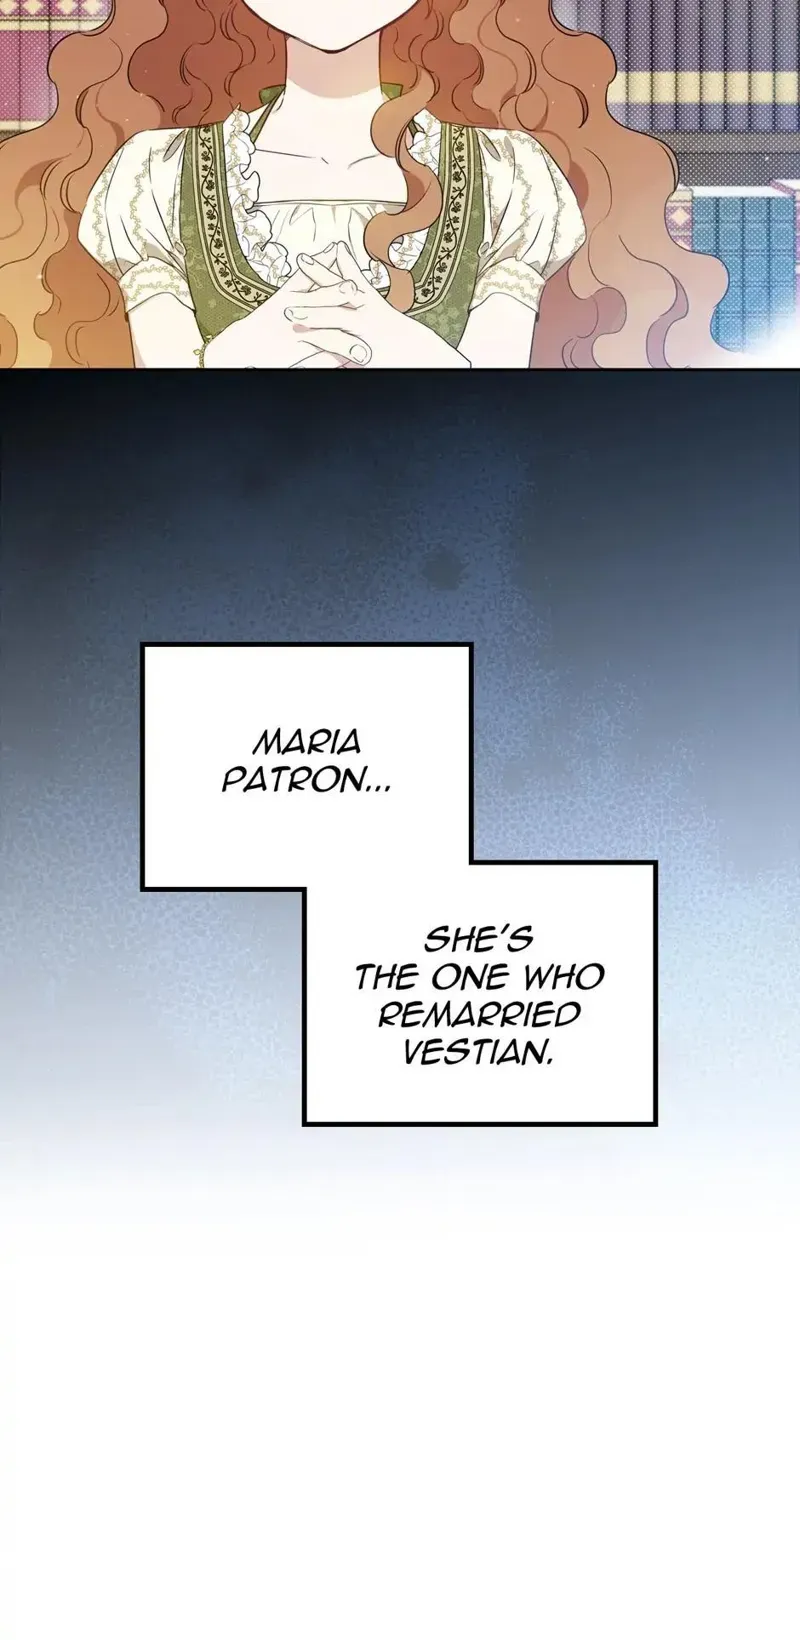 MARIA
PATRON...
SHE'S
THE ONE WHO
REMARRIED
VESTIAN.